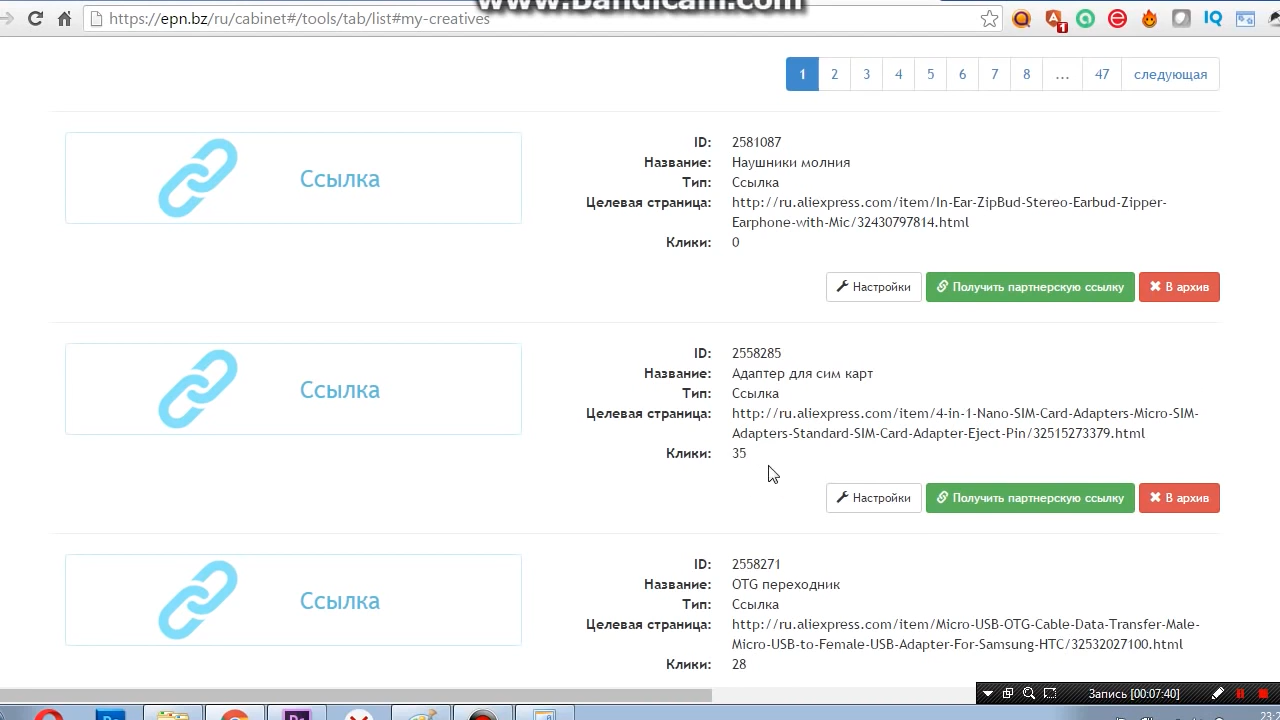 www.Bandicam.com
https://epn.bz/ru/cabinet#/tools/tab/list#my-creatives
1
IQ
1 2 3 4 5 6 7 8 ... 47 следующая
Ссылка
ID: 2581087
Название: Наушники молния
Тип: Ссылка
Целевая страница: http://ru.aliexpress.com/item/In-Ear-ZipBud-Stereo-Earbud-Zipper-
Earphone-with-Mic/32430797814.html
Клики: 0
Настройки Получить партнерскую ссылку В архив
Ссылка
ID: 2558285
Название: Адаптер для сим карт
Тип: Ссылка
Целевая страница: http://ru.aliexpress.com/item/4-in-1-Nano-SIM-Card-Adapters-Micro-SIM-
Adapters-Standard-SIM-Card-Adapter-Eject-Pin/32515273379.html
Клики: 35
Настройки Получить партнерскую ссылку В архив
Ссылка
ID: 2558271
Название: OTG переходник
Тип: Ссылка
Целевая страница: http://ru.aliexpress.com/item/Micro-USB-OTG-Cable-Data-Transfer-Male-
Micro-USB-to-Female-USB-Adapter-For-Samsung-HTC/32532027100.html
Клики: 28
Запись [00:07:40]